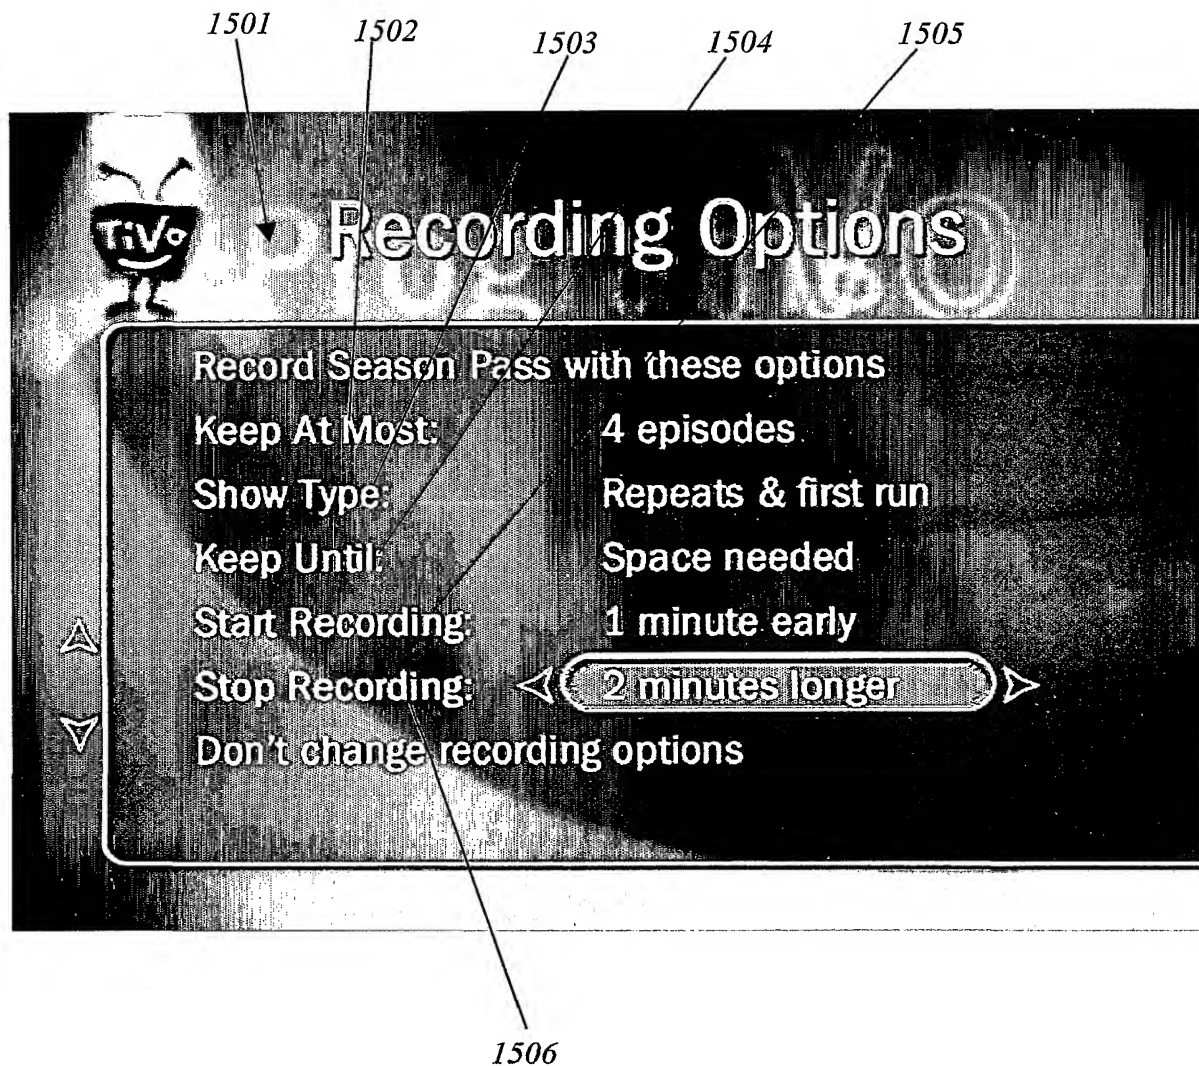 1501 1502 1503 1504 1505
TiVo
Recording Options
Record Season Pass with these options
Keep At Most: 4 episodes
Show Type: Repeats & first run
Keep Until: Space needed
Start Recording: 1 minute early
Stop Recording: 2 minutes longer
Don't change recording options
1506